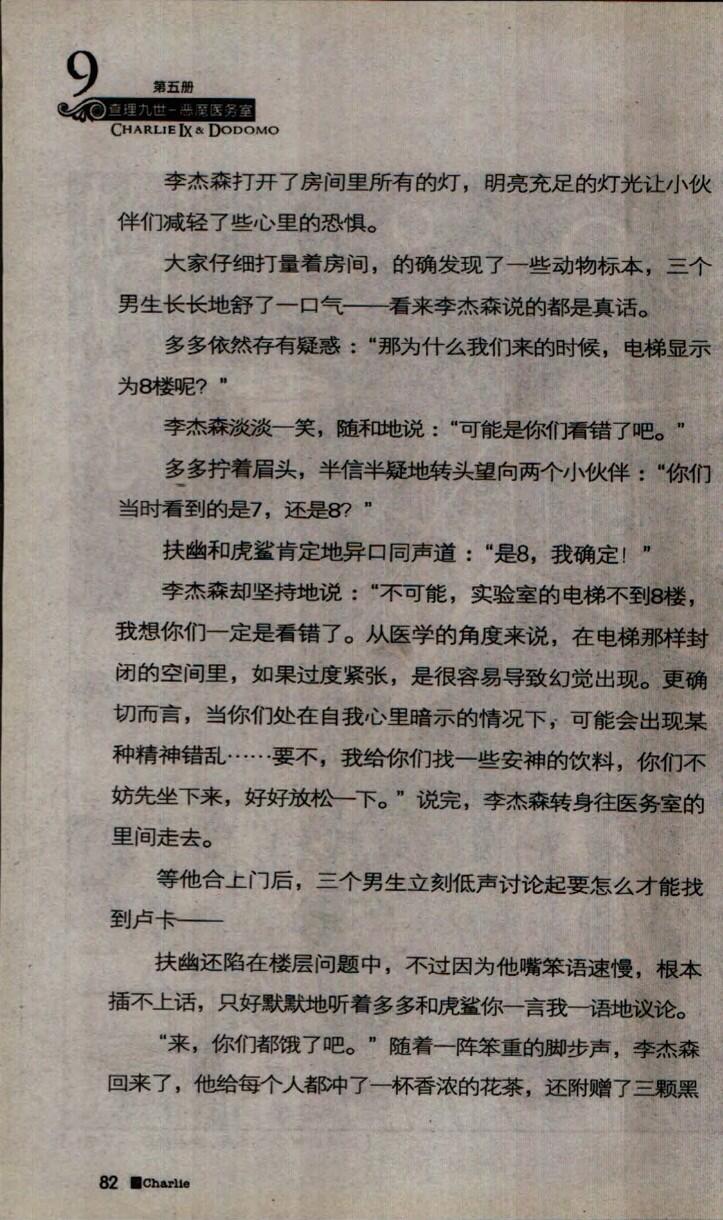 9
第五册
查理九世－恶魔医务室
CHARLIE IX & DODOMO
李杰森打开了房间里所有的灯，明亮充足的灯光让小伙
伴们减轻了些心里的恐惧。
大家仔细打量着房间，的确发现了一些动物标本，三个
男生长长地舒了一口气——看来李杰森说的都是真话。
多多依然存有疑惑：“那为什么我们来的时候，电梯显示
为8楼呢？”
李杰森淡淡一笑，随和地说：“可能是你们看错了吧。”
多多拧着眉头，半信半疑地转头望向两个小伙伴：“你们
当时看到的是7，还是8？”
扶幽和虎鲨肯定地异口同声道：“是8，我确定！”
李杰森却坚持地说：“不可能，实验室的电梯不到8楼，
我想你们一定是看错了。从医学的角度来说，在电梯那样封
闭的空间里，如果过度紧张，是很容易导致幻觉出现。更确
切而言，当你们处在自我心里暗示的情况下，可能会出现某
种精神错乱……要不，我给你们找一些安神的饮料，你们不
妨先坐下来，好好放松一下。”说完，李杰森转身往医务室的
里间走去。
等他合上门后，三个男生立刻低声讨论起要怎么才能找
到卢卡——
扶幽还陷在楼层问题中，不过因为他嘴笨语速慢，根本
插不上话，只好默默地听着多多和虎鲨你一言我一语地议论。
“来，你们都饿了吧。”随着一阵笨重的脚步声，李杰森
回来了，他给每个人都冲了一杯香浓的花茶，还附赠了三颗黑
82 ■Charlie